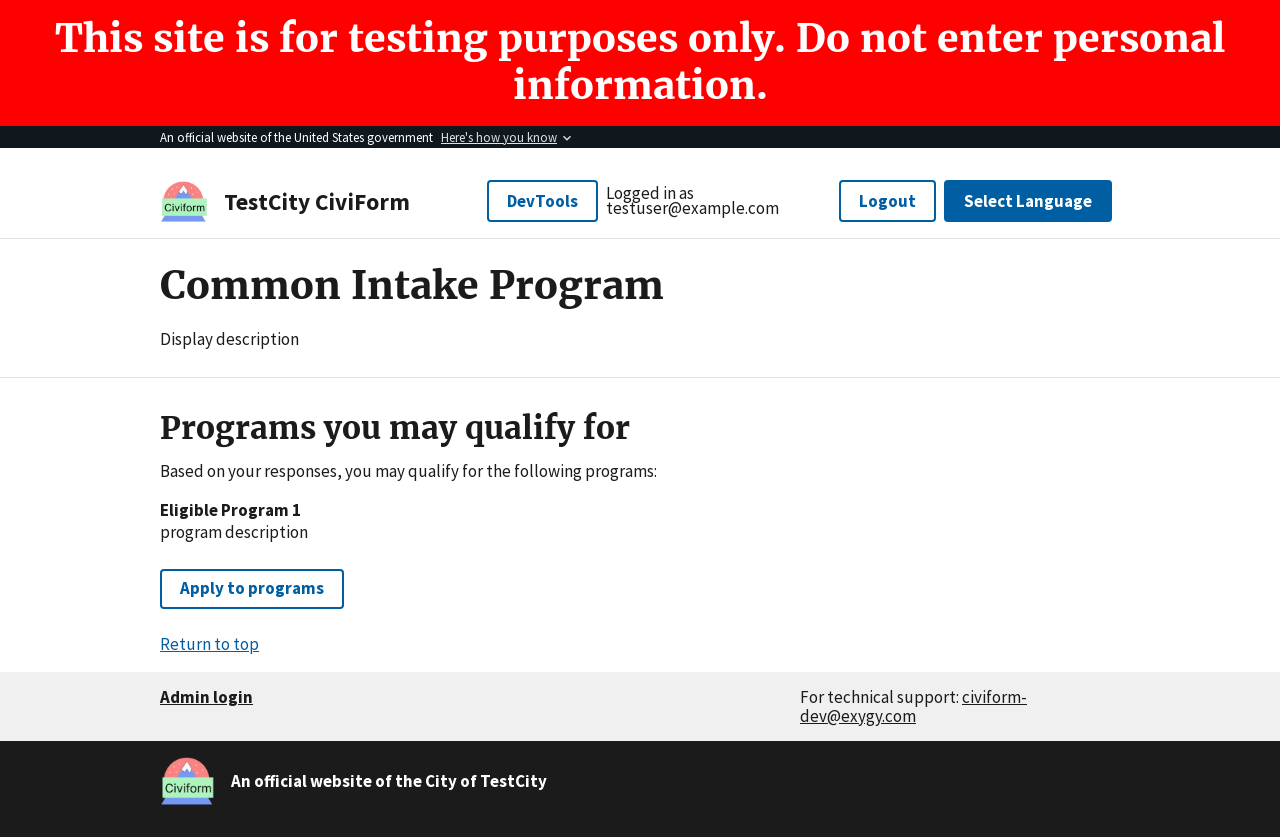 This site is for testing purposes only. Do not enter personal
information.
An official website of the United States government Here's how you know
Civiform
TestCity CiviForm
DevTools
Logged in as
testuser@example.com
Logout
Select Language
Common Intake Program
Display description
Programs you may qualify for
Based on your responses, you may qualify for the following programs:
Eligible Program 1
program description
Apply to programs
Return to top
Admin login
For technical support: civiform-
dev@exygy.com
Civiform
An official website of the City of TestCity